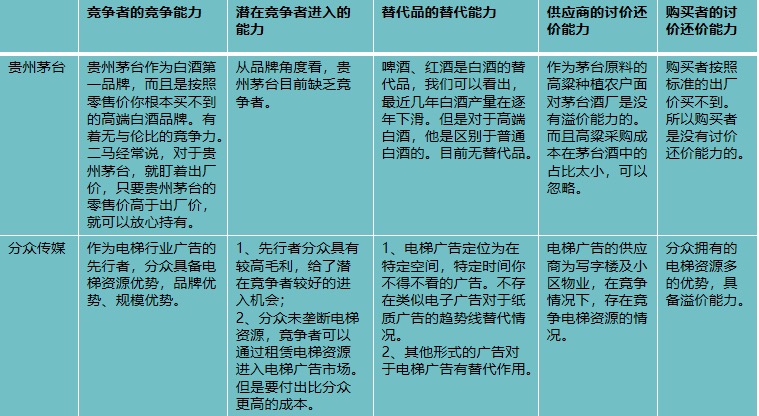 竞争者的竞争能力
潜在竞争者进入的
能力
替代品的替代能力
供应商的讨价还
价能力
购买者的讨
价还价能力
贵州茅台
贵州茅台作为白酒第
一品牌，而且是按照
零售价你根本买不到
的高端白酒品牌。有
着无与伦比的竞争力。
二马经常说，对于贵
州茅台，就盯着出厂
价，只要贵州茅台的
零售价高于出厂价，
就可以放心持有。
从品牌角度看，贵
州茅台目前缺乏竞
争者。
啤酒、红酒是白酒的替
代品，我们可以看出，
最近几年白酒产量在逐
年下滑。但是对于高端
白酒，他是区别于普通
白酒的。目前无替代品。
作为茅台原料的
高粱种植农户面
对茅台酒厂是没
有溢价能力的。
而且高粱采购成
本在茅台酒中的
占比太小，可以
忽略。
购买者按照
标准的出厂
价买不到。
所以购买者
是没有讨价
还价能力的。
分众传媒
作为电梯行业广告的
先行者，分众具备电
梯资源优势，品牌优
势、规模优势。
1、先行者分众具有
较高毛利，给了潜
在竞争者较好的进
入机会；
2、分众未垄断电梯
资源，竞争者可以
通过租赁电梯资源
进入电梯广告市场。
但是要付出比分众
更高的成本。
1、电梯广告定位为在
特定空间，特定时间你
不得不看的广告。不存
在类似电子广告对于纸
质广告的趋势线替代情
况。
2、其他形式的广告对
于电梯广告有替代作用。
电梯广告的供应
商为写字楼及小
区物业，在竞争
情况下，存在竞
争电梯资源的情
况。
分众拥有的
电梯资源多
的优势，具
备溢价能力。